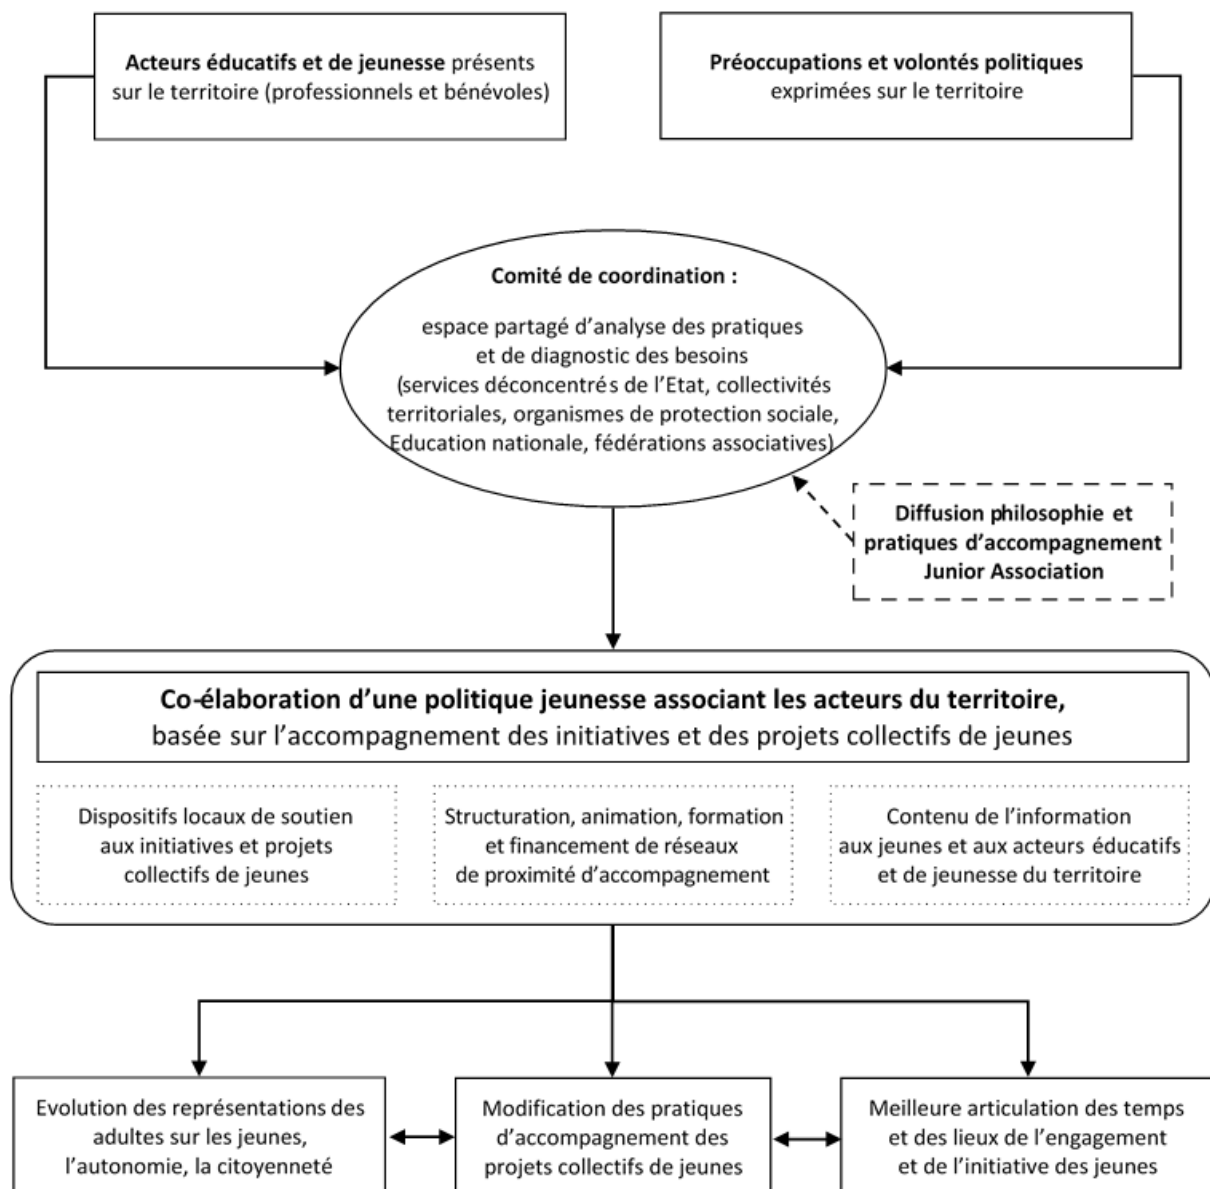 Acteurs éducatifs et de jeunesse présents
sur le territoire (professionnels et bénévoles)
Préoccupations et volontés politiques
exprimées sur le territoire
Comité de coordination :
espace partagé d’analyse des pratiques
et de diagnostic des besoins
(services déconcentrés de l’Etat, collectivités
territoriales, organismes de protection sociale,
Education nationale, fédérations associatives)
Diffusion philosophie et
pratiques d’accompagnement
Junior Association
Co-élaboration d’une politique jeunesse associant les acteurs du territoire,
basée sur l’accompagnement des initiatives et des projets collectifs de jeunes
Dispositifs locaux de soutien
aux initiatives et projets
collectifs de jeunes
Structuration, animation, formation
et financement de réseaux
de proximité d’accompagnement
Contenu de l’information
aux jeunes et aux acteurs éducatifs
et de jeunesse du territoire
Evolution des représentations des
adultes sur les jeunes,
l’autonomie, la citoyenneté
Modification des pratiques
d’accompagnement des
projets collectifs de jeunes
Meilleure articulation des temps
et des lieux de l’engagement
et de l’initiative des jeunes